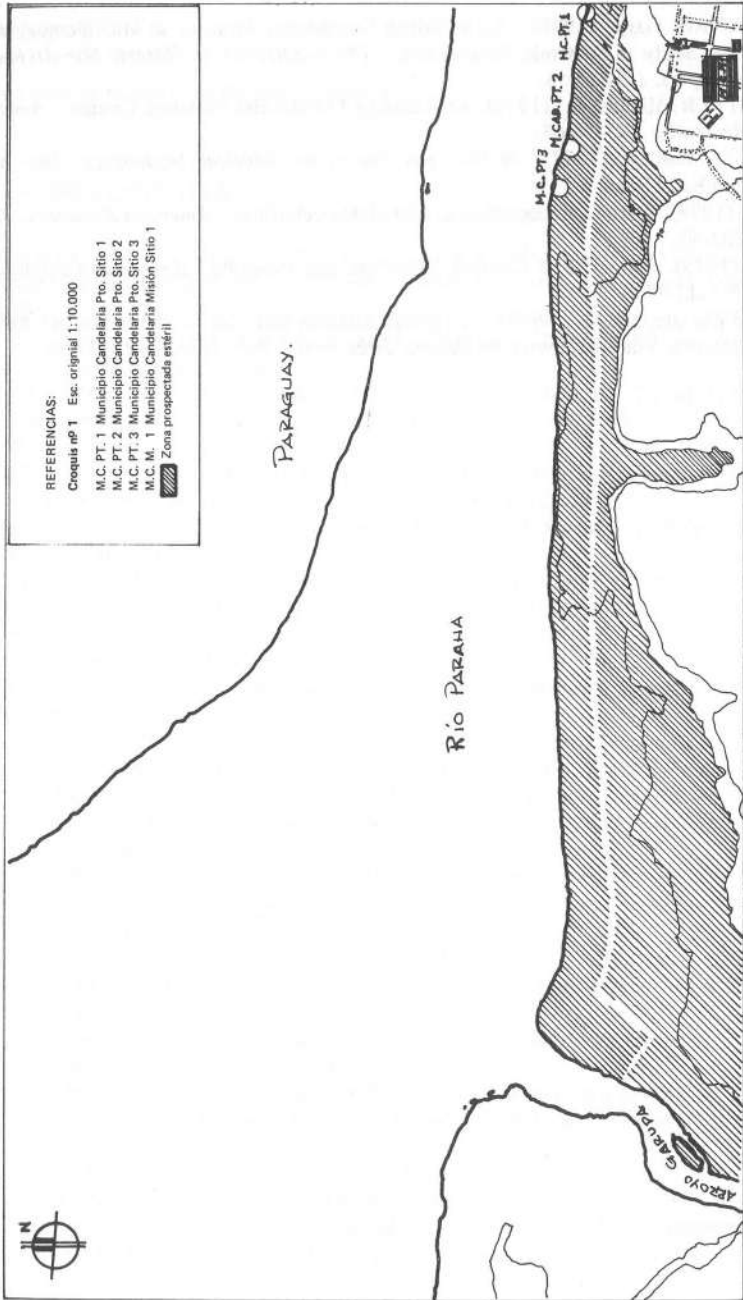 REFERENCIAS:
Croquis nº 1 Esc. orignial 1:10.000
M.C. PT. 1 Municipio Candelaria Pto. Sitio 1
M.C. PT. 2 Municipio Candelaria Pto. Sitio 2
M.C. PT. 3 Municipio Candelaria Pto. Sitio 3
M.C. M. 1 Municipio Candelaria Misión Sitio 1
Zona prospectada estéril
N
PARAGUAY
RÍO PARANA
M.C. PT.3
M.CAD. PT.2
M.C. PT.1
ARROYO GARUPA